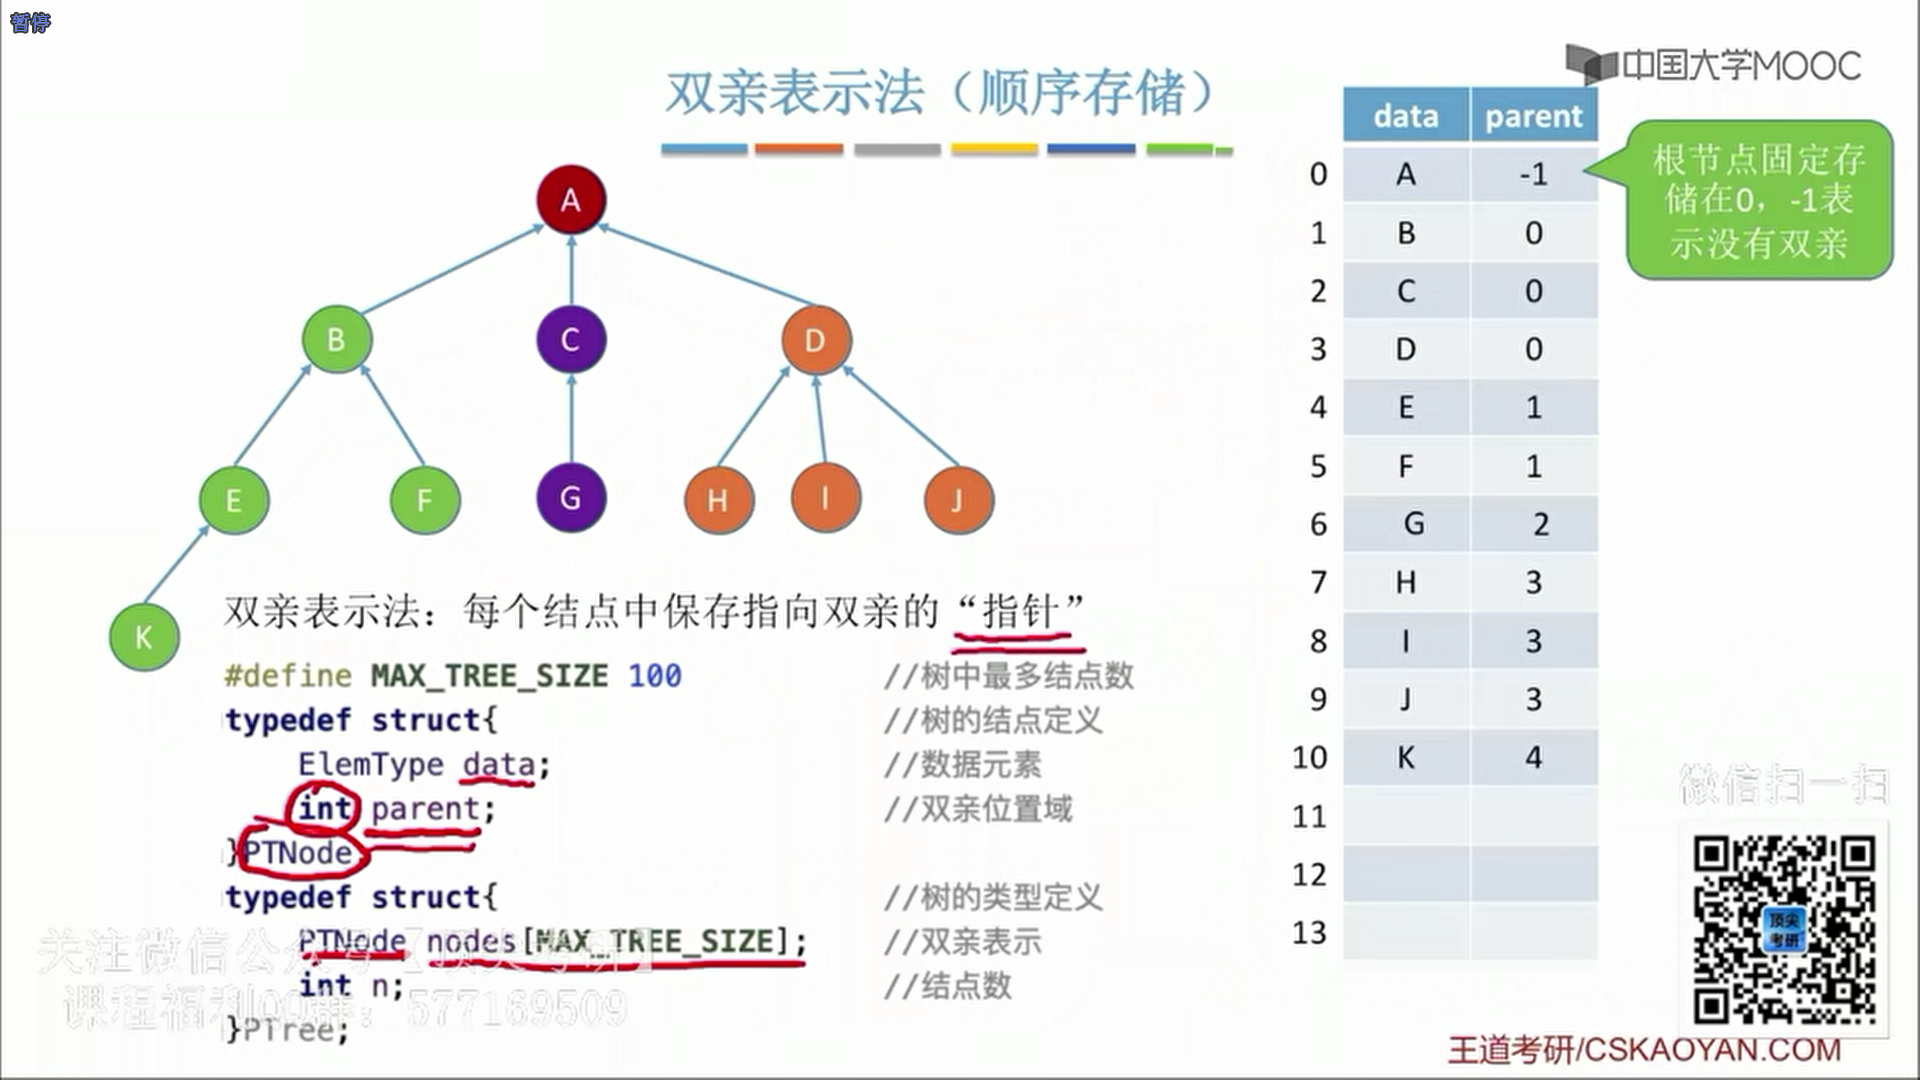 暂停
中国大学MOOC
双亲表示法（顺序存储）
data parent
0 A -1
1 B 0
2 C 0
3 D 0
4 E 1
5 F 1
6 G 2
7 H 3
8 I 3
9 J 3
10 K 4
11
12
13
根节点固定存
储在0，-1表
示没有双亲
A
B C D
E F G H I J
K
双亲表示法：每个结点中保存指向双亲的“指针”
#define MAX_TREE_SIZE 100 //树中最多结点数
typedef struct{ //树的结点定义
ElemType data; //数据元素
int parent; //双亲位置域
}PTNode
typedef struct{ //树的类型定义
PTNode nodes[MAX_TREE_SIZE]; //双亲表示
int n; //结点数
}PTree;
关注微信公众号【顶尖考研】
课程福利QQ群：577169509
微信扫一扫
顶尖
考研
王道考研/CSKAOYAN.COM